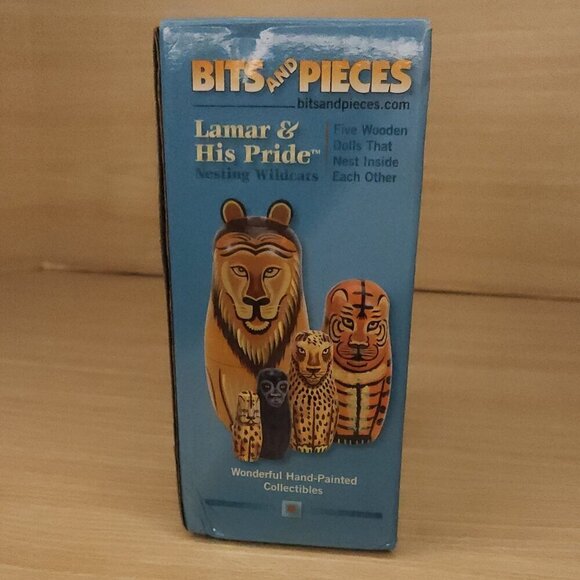 BITS AND PIECES
bitsandpieces.com
Lamar &
His Pride™
Nesting Wildcats
Five Wooden
Dolls That
Nest Inside
Each Other
Wonderful Hand-Painted
Collectibles